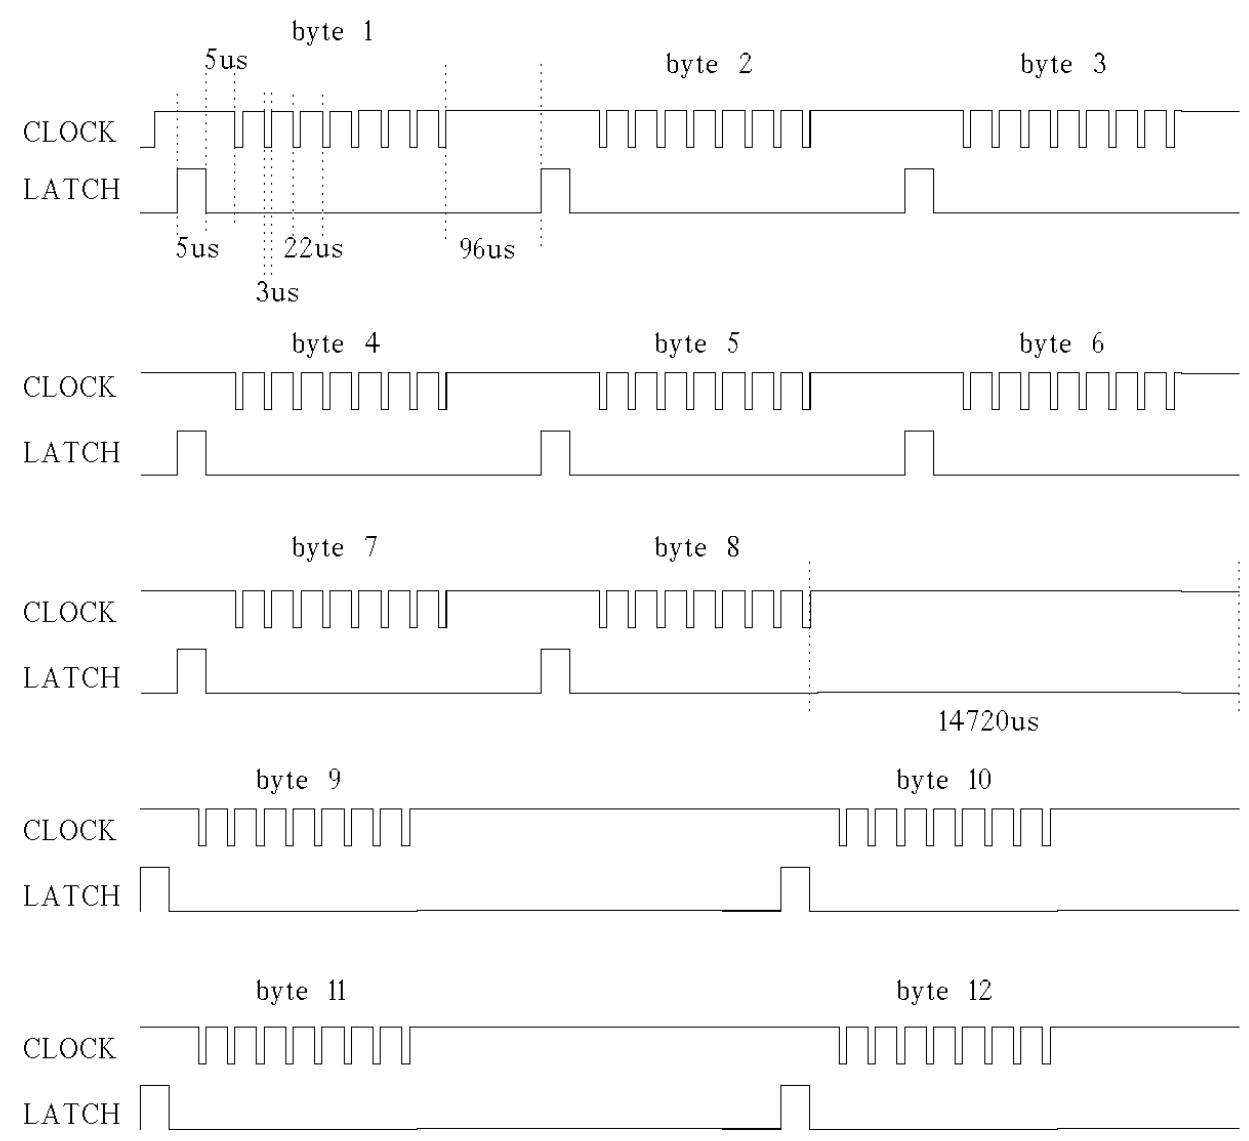 byte 1
5us
byte 2
byte 3
CLOCK
LATCH
5us
22us
96us
3us
byte 4
byte 5
byte 6
CLOCK
LATCH
byte 7
byte 8
CLOCK
LATCH
14720us
byte 9
byte 10
CLOCK
LATCH
byte 11
byte 12
CLOCK
LATCH